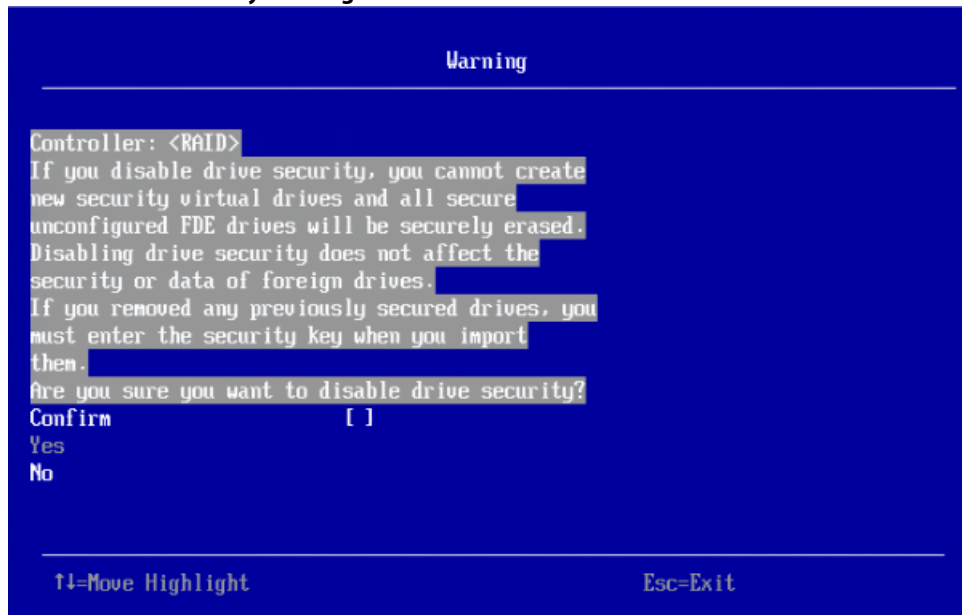 Warning
Controller: <RAID>
If you disable drive security, you cannot create
new security virtual drives and all secure
unconfigured FDE drives will be securely erased.
Disabling drive security does not affect the
security or data of foreign drives.
If you removed any previously secured drives, you
must enter the security key when you import
them.
Are you sure you want to disable drive security?
Confirm [ ]
Yes
No
↑↓=Move Highlight Esc=Exit